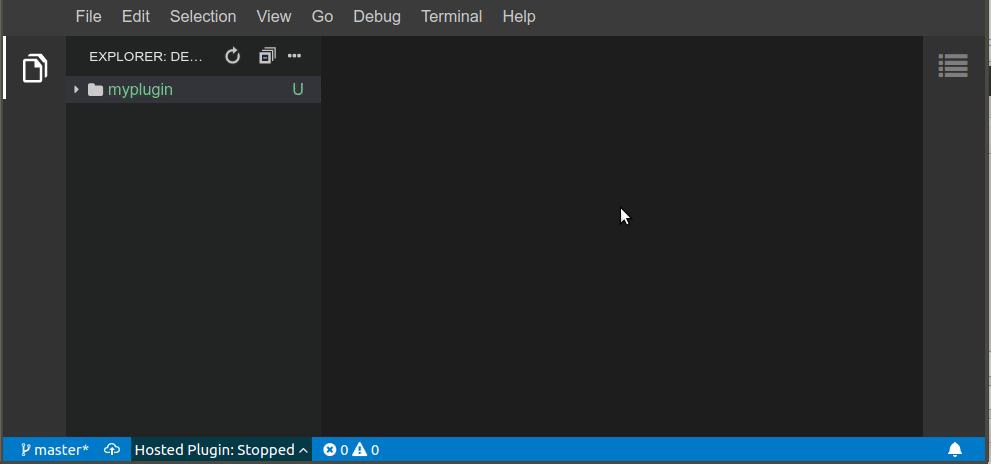 File Edit Selection View Go Debug Terminal Help
EXPLORER: DE...
myplugin U
master* Hosted Plugin: Stopped 0 0